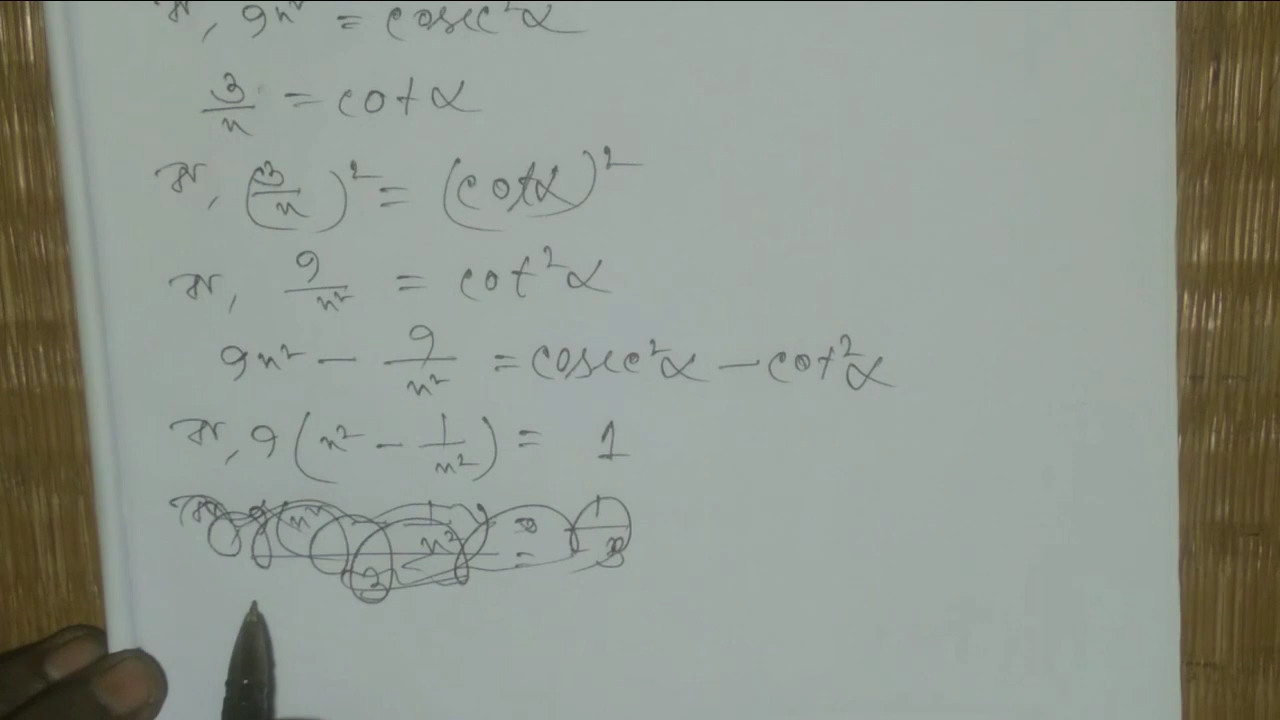 বা, 9x² = cosec²α
3/x = cotα
বা, (3/x)² = (cotα)²
বা, 9/x² = cot²α
9x² - 9/x² = cosec²α - cot²α
বা, 9(x² - 1/x²) = 1